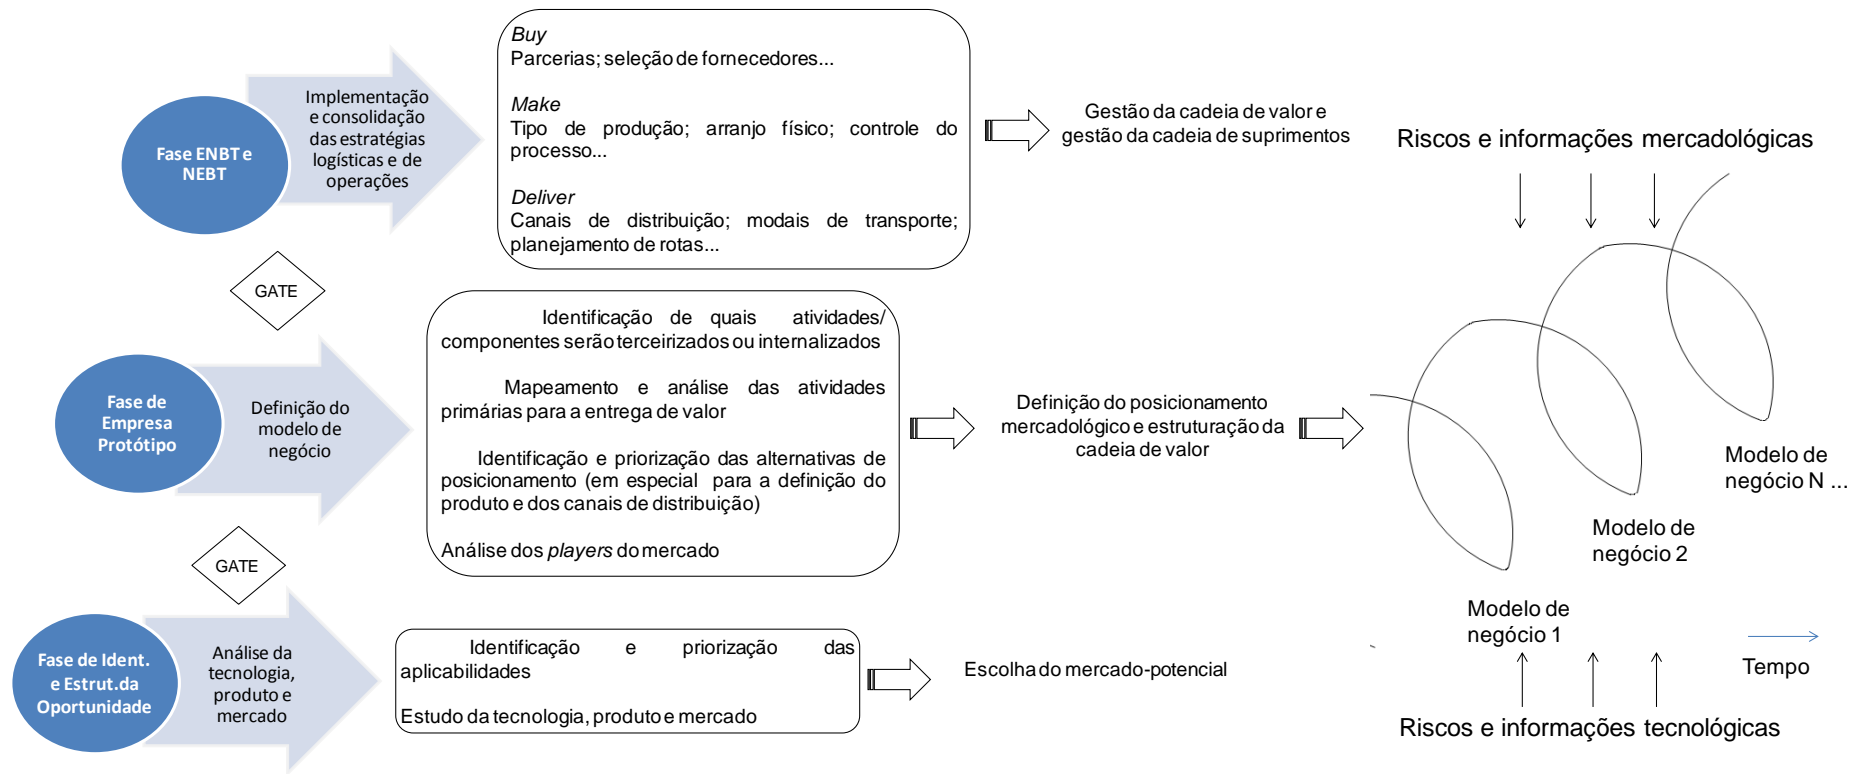 Fase ENBT e
NEBT
Implementação
e consolidação
das estratégias
logísticas e de
operações
Buy
Parcerias; seleção de fornecedores...
Make
Tipo de produção; arranjo físico; controle do
processo...
Deliver
Canais de distribuição; modais de transporte;
planejamento de rotas...
Gestão da cadeia de valor e
gestão da cadeia de suprimentos
GATE
Fase de
Empresa
Protótipo
Definição do
modelo de
negócio
Identificação de quais atividades/
componentes serão terceirizados ou internalizados
Mapeamento e análise das atividades
primárias para a entrega de valor
Identificação e priorização das alternativas de
posicionamento (em especial para a definição do
produto e dos canais de distribuição)
Análise dos players do mercado
Definição do posicionamento
mercadológico e estruturação da
cadeia de valor
GATE
Fase de Ident.
e Estrut.da
Oportunidade
Análise da
tecnologia,
produto e
mercado
Identificação e priorização das
aplicabilidades
Estudo da tecnologia, produto e mercado
Escolha do mercado-potencial
Riscos e informações mercadológicas
Modelo de
negócio N ...
Modelo de
negócio 2
Modelo de
negócio 1
Tempo
Riscos e informações tecnológicas